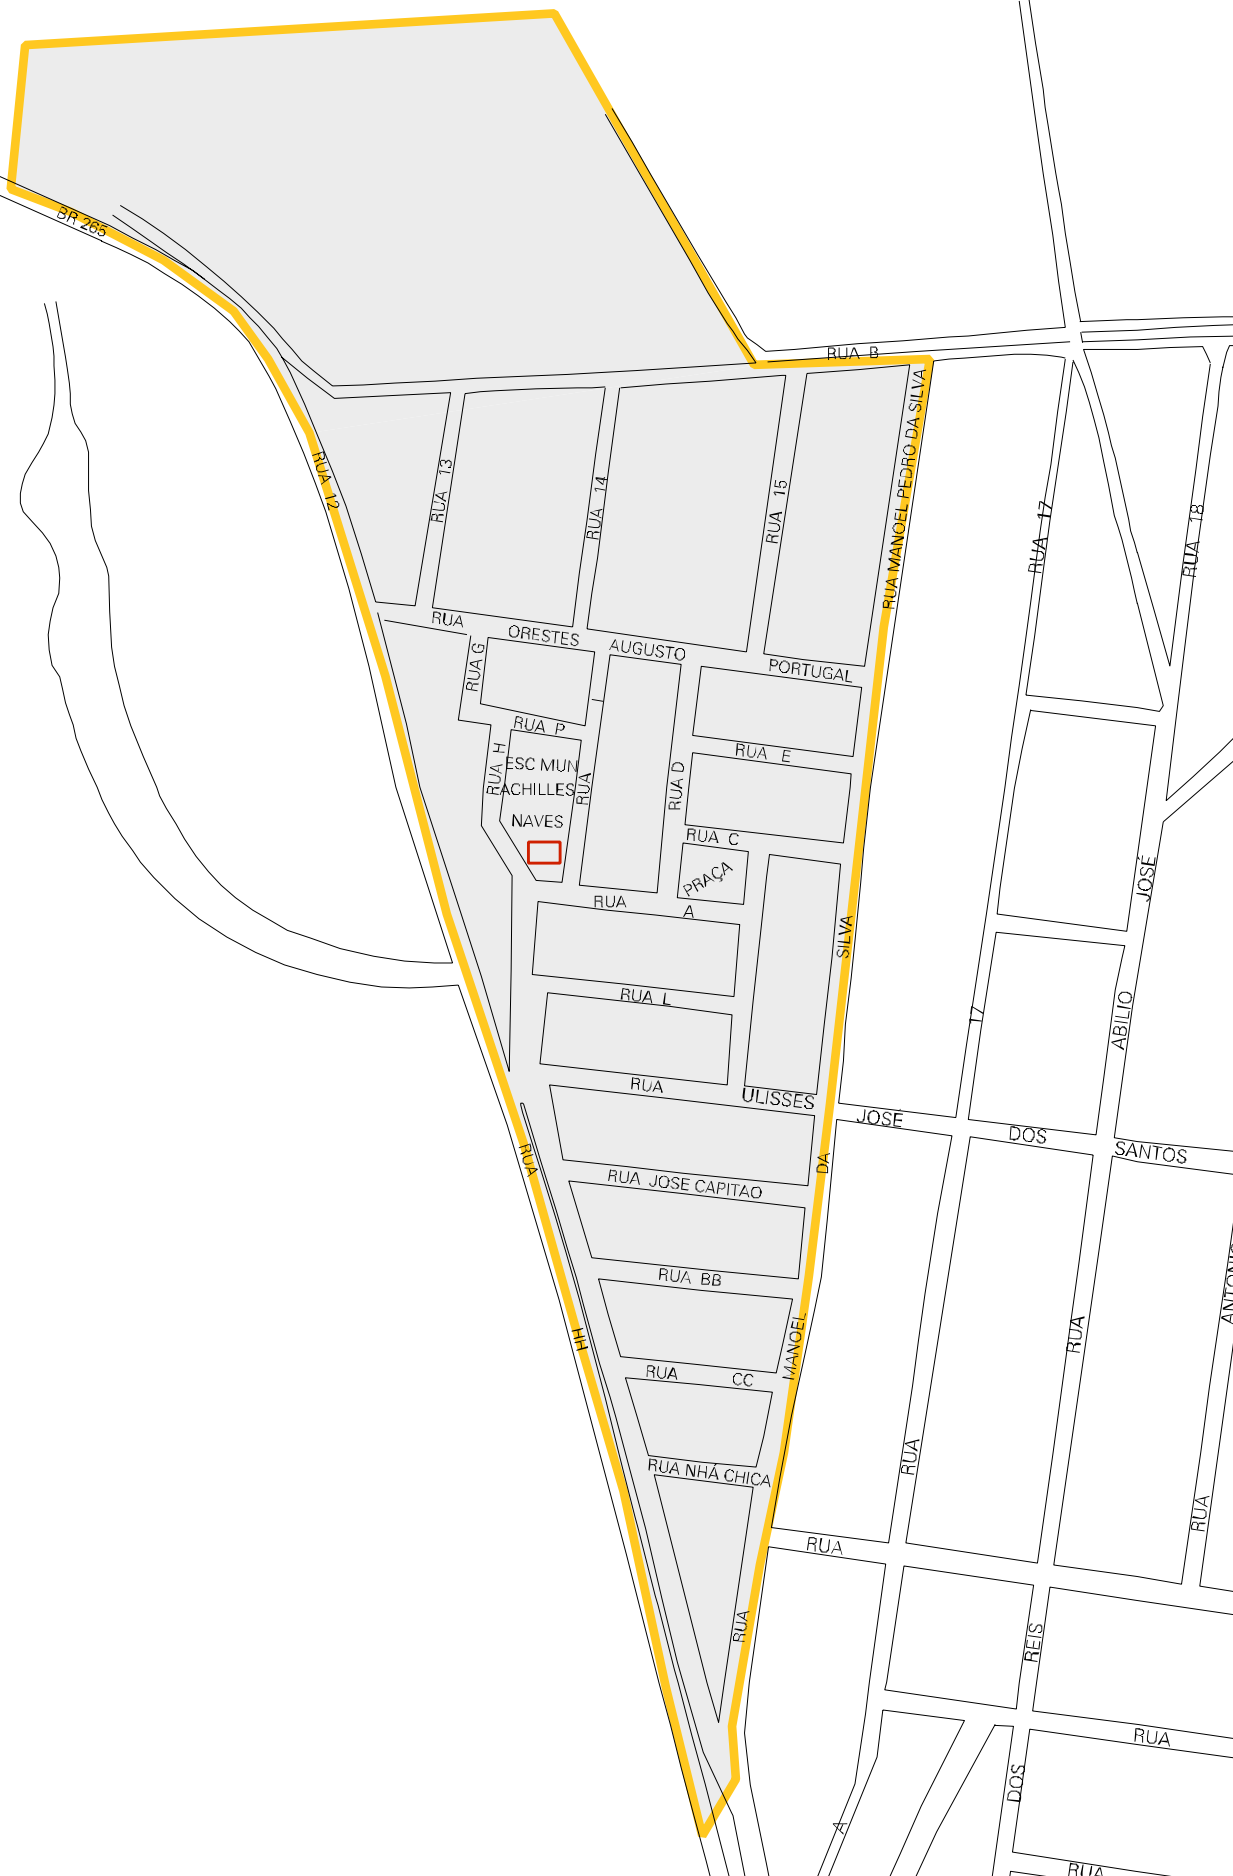 BR 265
RUA B
RUA MANOEL PEDRO DA SILVA
RUA 12
RUA 13
RUA 14
RUA 15
RUA 17
RUA 18
RUA ORESTES AUGUSTO PORTUGAL
RUA G
RUA P
RUA E
RUA H
ESC MUN
ACHILLES
NAVES
RUA I
RUA D
RUA C
PRAÇA
RUA A
JOSÉ
SILVA
RUA L
17
ABILIO
RUA ULISSES
JOSÉ DOS SANTOS
RUA
DA
RUA JOSE CAPITAO
RUA BB
ANTONIO
HH
MANOEL
RUA
RUA CC
RUA
RUA NHÁ CHICA
RUA
RUA
RUA
REIS
RUA
DOS
A
RUA